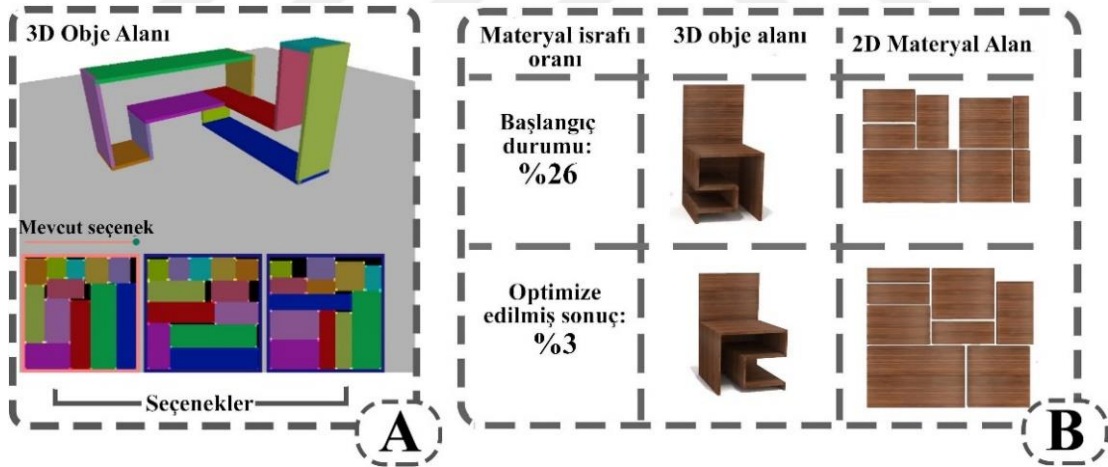 3D Obje Alanı
Mevcut seçenek
Seçenekler
A
Materyal israfı
oranı
3D obje alanı
2D Materyal Alan
Başlangıç
durumu:
%26
Optimize
edilmiş sonuç:
%3
B